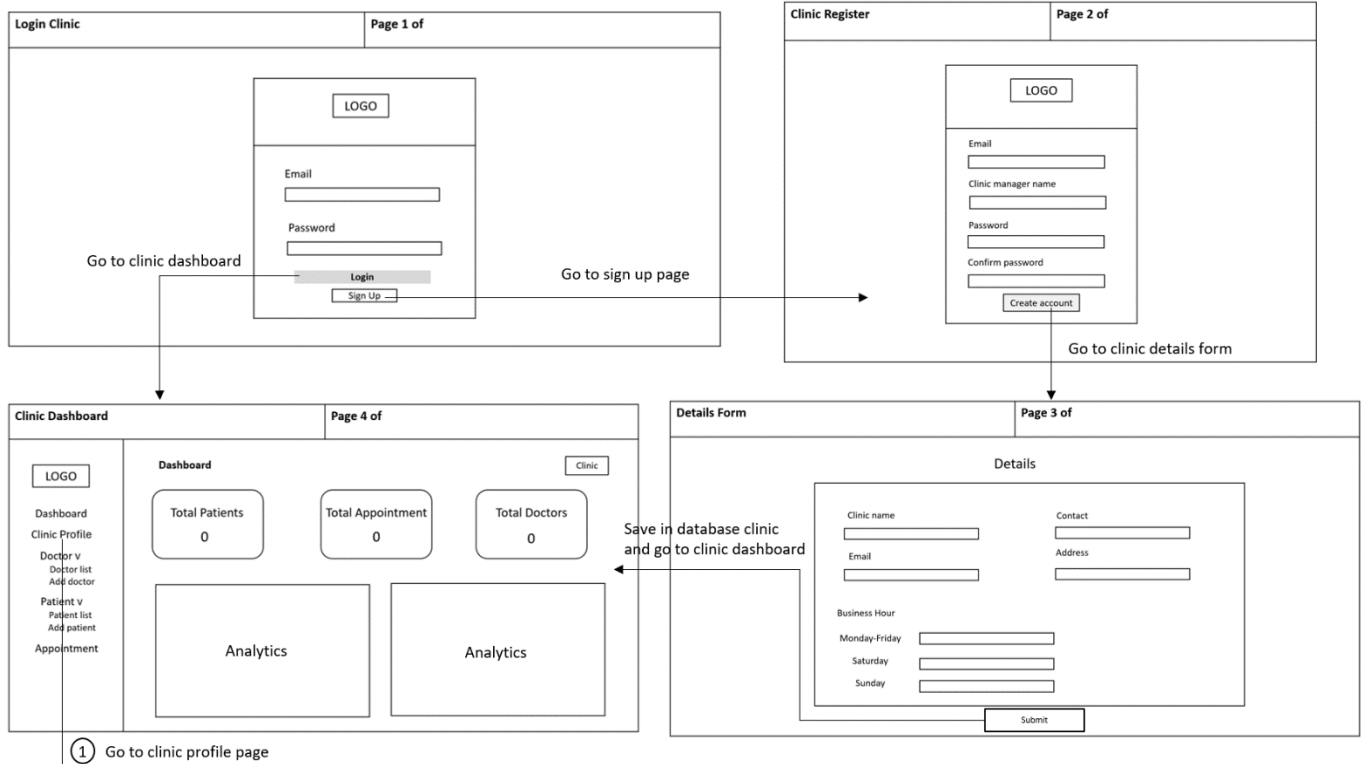 Login Clinic
Page 1 of
LOGO
Email
Password
Login
Sign Up
Go to clinic dashboard
Go to sign up page
Clinic Register
Page 2 of
LOGO
Email
Clinic manager name
Password
Confirm password
Create account
Go to clinic details form
Clinic Dashboard
Page 4 of
LOGO
Dashboard
Clinic Profile
Doctor v
Doctor list
Add doctor
Patient v
Patient list
Add patient
Appointment
Dashboard
Clinic
Total Patients
0
Total Appointment
0
Total Doctors
0
Analytics
Analytics
1 Go to clinic profile page
Save in database clinic
and go to clinic dashboard
Details Form
Page 3 of
Details
Clinic name
Contact
Email
Address
Business Hour
Monday-Friday
Saturday
Sunday
Submit